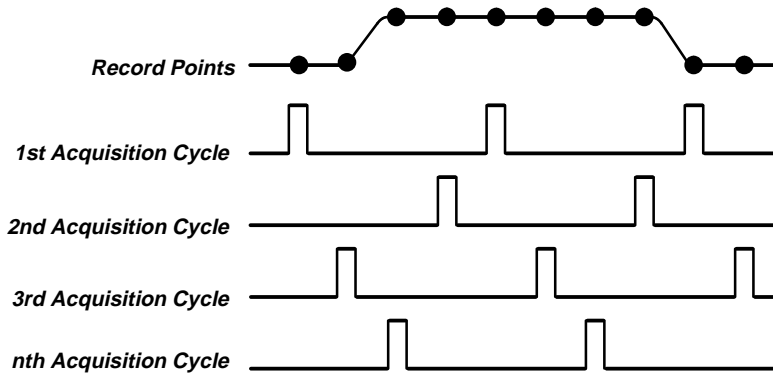 Record Points
1st Acquisition Cycle
2nd Acquisition Cycle
3rd Acquisition Cycle
nth Acquisition Cycle